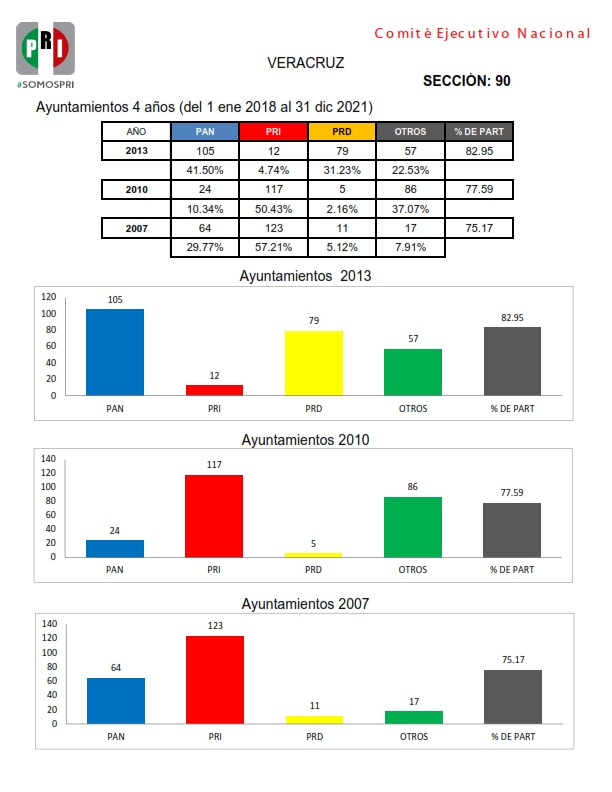 Comité Ejecutivo Nacional
PRI
#SOMOSPRI
VERACRUZ
SECCIÓN: 90
Ayuntamientos 4 años (del 1 ene 2018 al 31 dic 2021)
AÑO PAN PRI PRD OTROS % DE PART
2013 105 12 79 57 82.95
41.50% 4.74% 31.23% 22.53%
2010 24 117 5 86 77.59
10.34% 50.43% 2.16% 37.07%
2007 64 123 11 17 75.17
29.77% 57.21% 5.12% 7.91%
Ayuntamientos 2013
120
100
80
60
40
20
0
105 12 79 57 82.95
PAN PRI PRD OTROS % DE PART
Ayuntamientos 2010
140
120
100
80
60
40
20
0
24 117 5 86 77.59
PAN PRI PRD OTROS % DE PART
Ayuntamientos 2007
140
120
100
80
60
40
20
0
64 123 11 17 75.17
PAN PRI PRD OTROS % DE PART